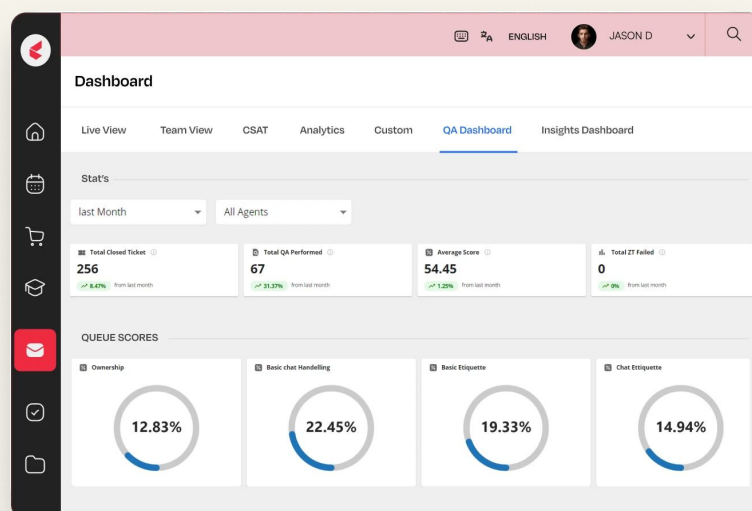 ENGLISH
JASON D
Dashboard
Live View Team View CSAT Analytics Custom QA Dashboard Insights Dashboard
Stat's
last Month All Agents
Total Closed Ticket
256
8.47% from last month
Total QA Performed
67
31.37% from last month
Average Score
54.45
1.25% from last month
Total ZT Failed
0
0% from last month
QUEUE SCORES
Ownership
12.83%
Basic chat Handelling
22.45%
Basic Etiquette
19.33%
Chat Ettiquette
14.94%